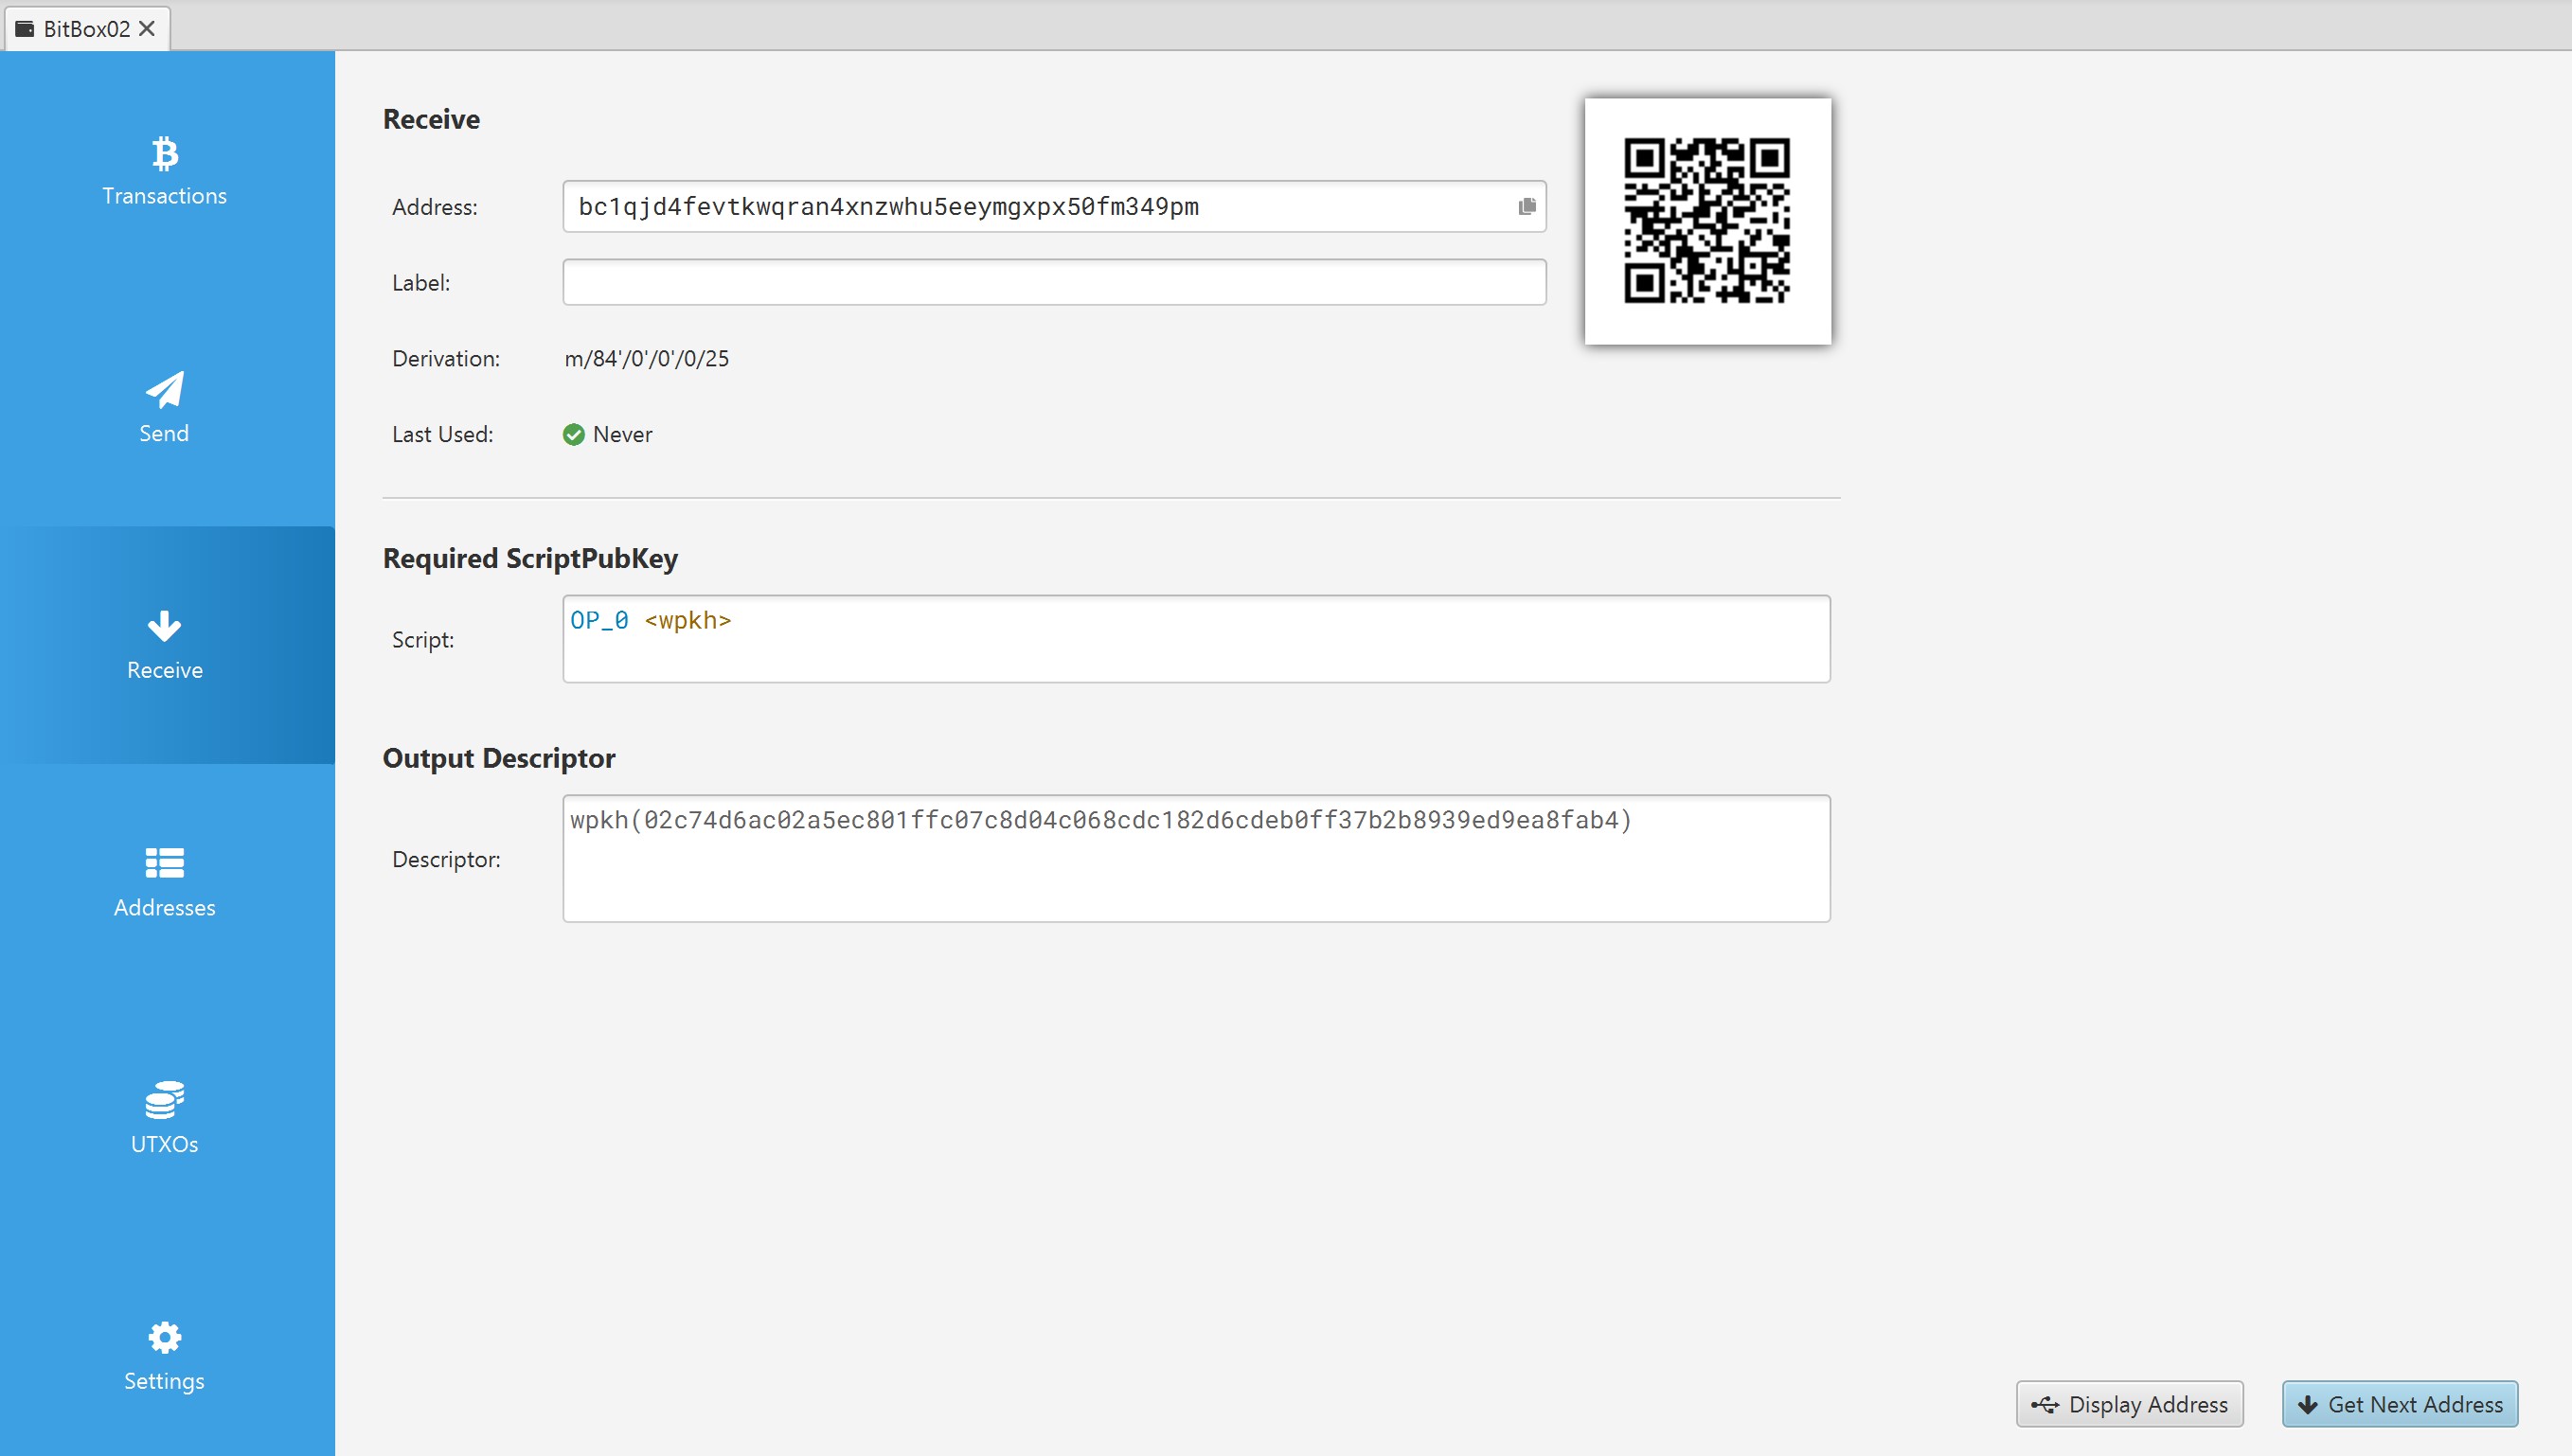 BitBox02
Transactions
Send
Receive
Addresses
UTXOs
Settings
Receive
Address: bc1qjd4fevtkwqran4xnzwhu5eeymgxpx50fm349pm
Label:
Derivation: m/84'/0'/0'/0/25
Last Used: Never
Required ScriptPubKey
Script: OP_0 <wpkh>
Output Descriptor
Descriptor: wpkh(02c74d6ac02a5ec801ffc07c8d04c068cdc182d6cdeb0ff37b2b8939ed9ea8fab4)
Display Address
Get Next Address